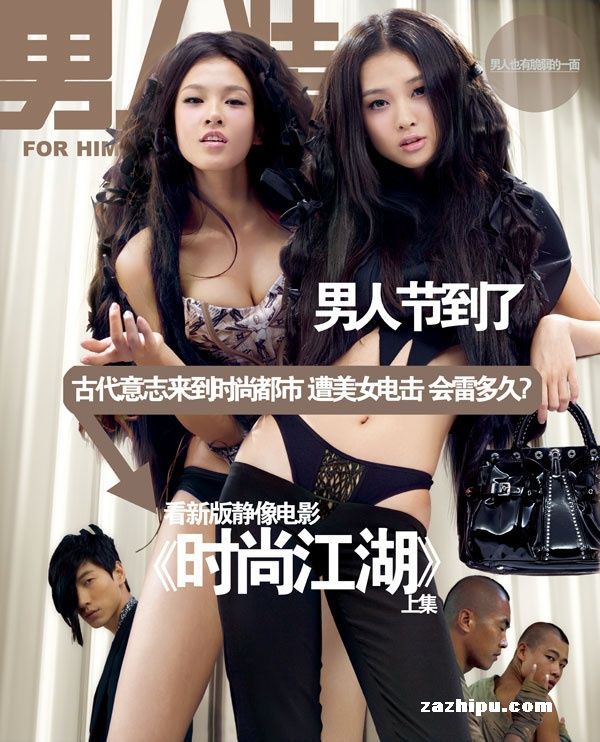 男人
FOR HIM
男人也有脆弱的一面
男人节到了
古代意志来到时尚都市 遭美女电击 会雷多久?
看新版静像电影
《时尚江湖》
上集
zazhipu.com